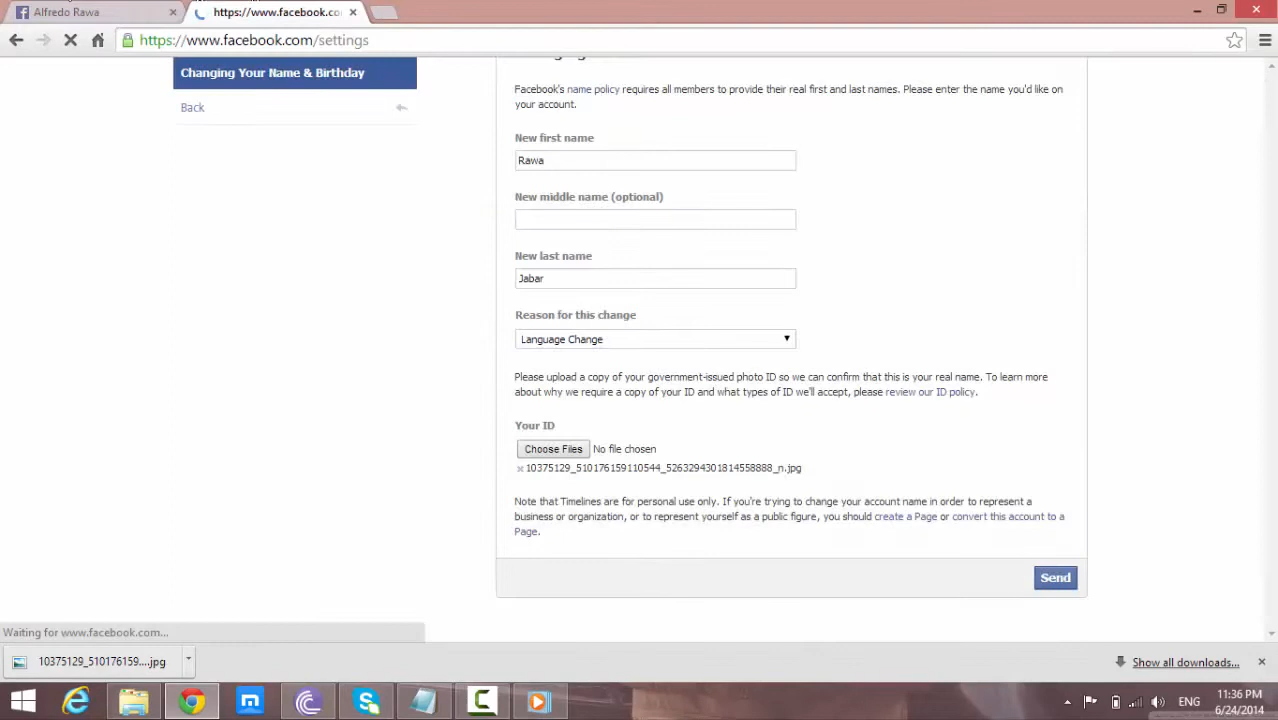 Alfredo Rawa
https://www.facebook.co
https://www.facebook.com/settings
Changing Your Name & Birthday
Back
Facebook's name policy requires all members to provide their real first and last names. Please enter the name you'd like on
your account.
New first name
Rawa
New middle name (optional)
New last name
Jabar
Reason for this change
Language Change
Please upload a copy of your government-issued photo ID so we can confirm that this is your real name. To learn more
about why we require a copy of your ID and what types of ID we'll accept, please review our ID policy.
Your ID
Choose Files No file chosen
10375129_510176159110544_5263294301814558888_n.jpg
Note that Timelines are for personal use only. If you're trying to change your account name in order to represent a
business or organization, or to represent yourself as a public figure, you should create a Page or convert this account to a
Page.
Send
Waiting for www.facebook.com...
10375129_510176159....jpg
Show all downloads...
ENG
11:36 PM
6/24/2014